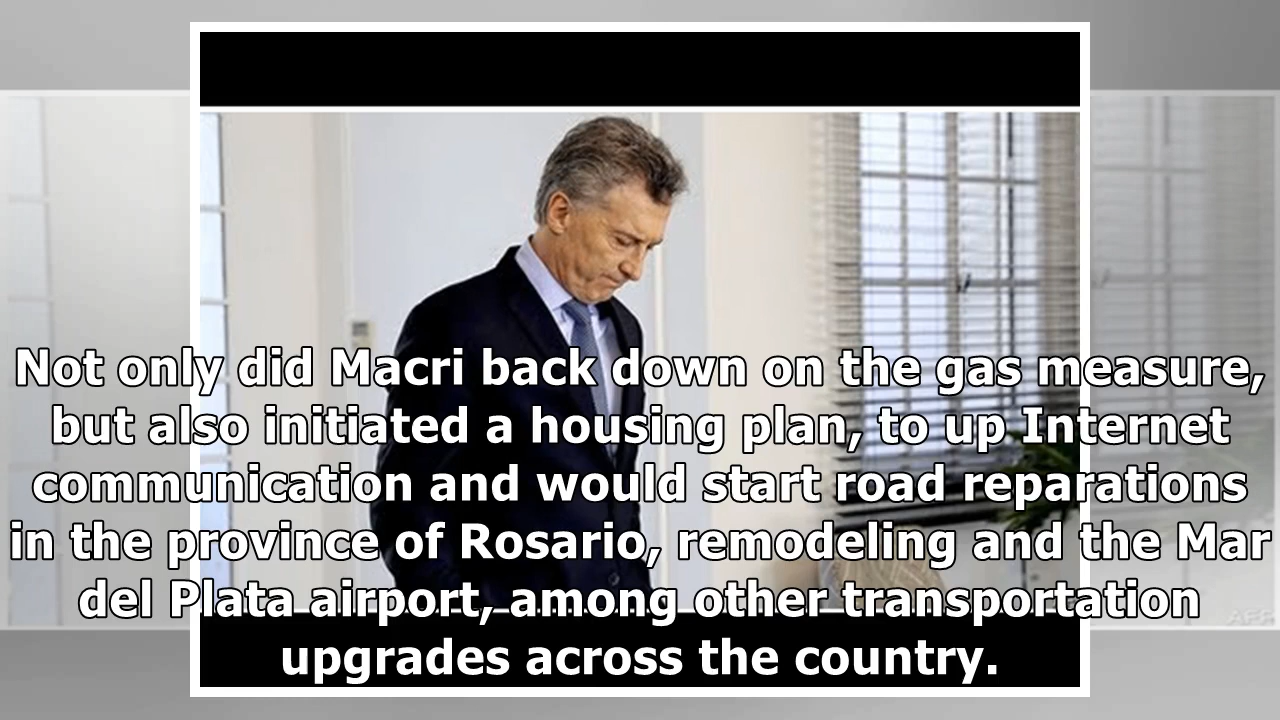 Not only did Macri back down on the gas measure,
but also initiated a housing plan, to up Internet
communication and would start road reparations
in the province of Rosario, remodeling and the Mar
del Plata airport, among other transportation
upgrades across the country.
AFP